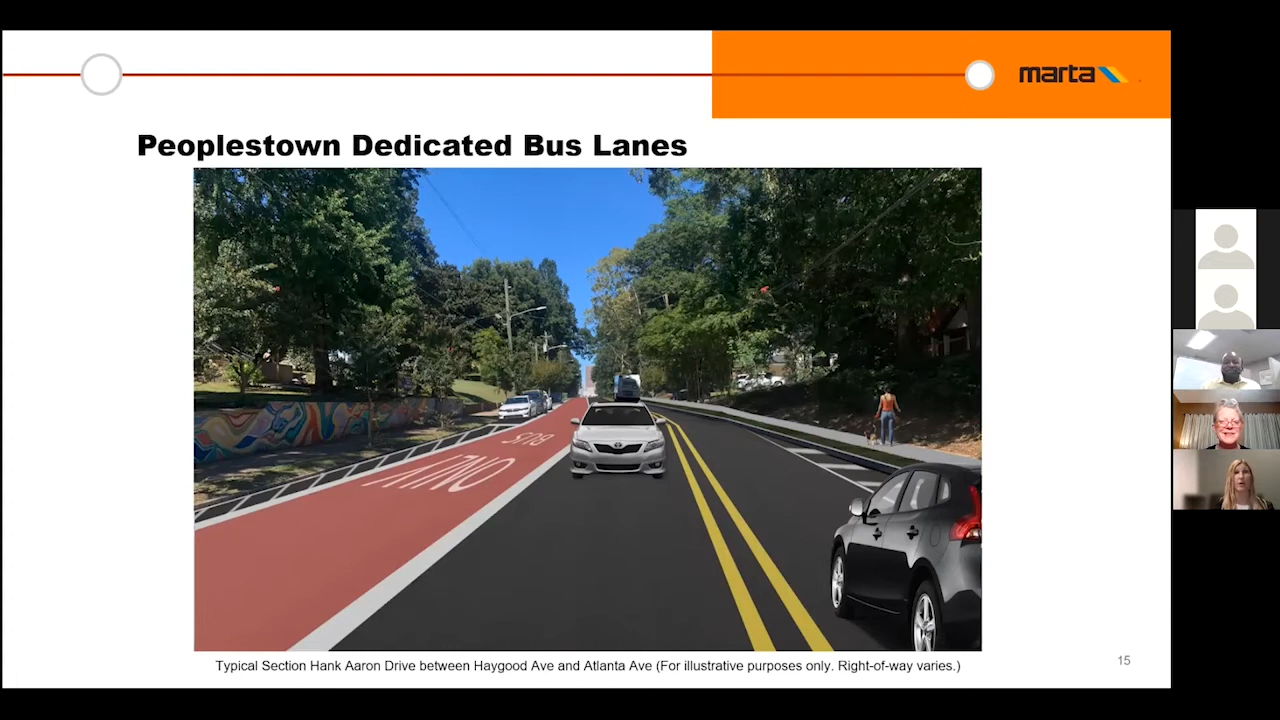 marta
Peoplestown Dedicated Bus Lanes
BUS
ONLY
Typical Section Hank Aaron Drive between Haygood Ave and Atlanta Ave (For illustrative purposes only. Right-of-way varies.)
15